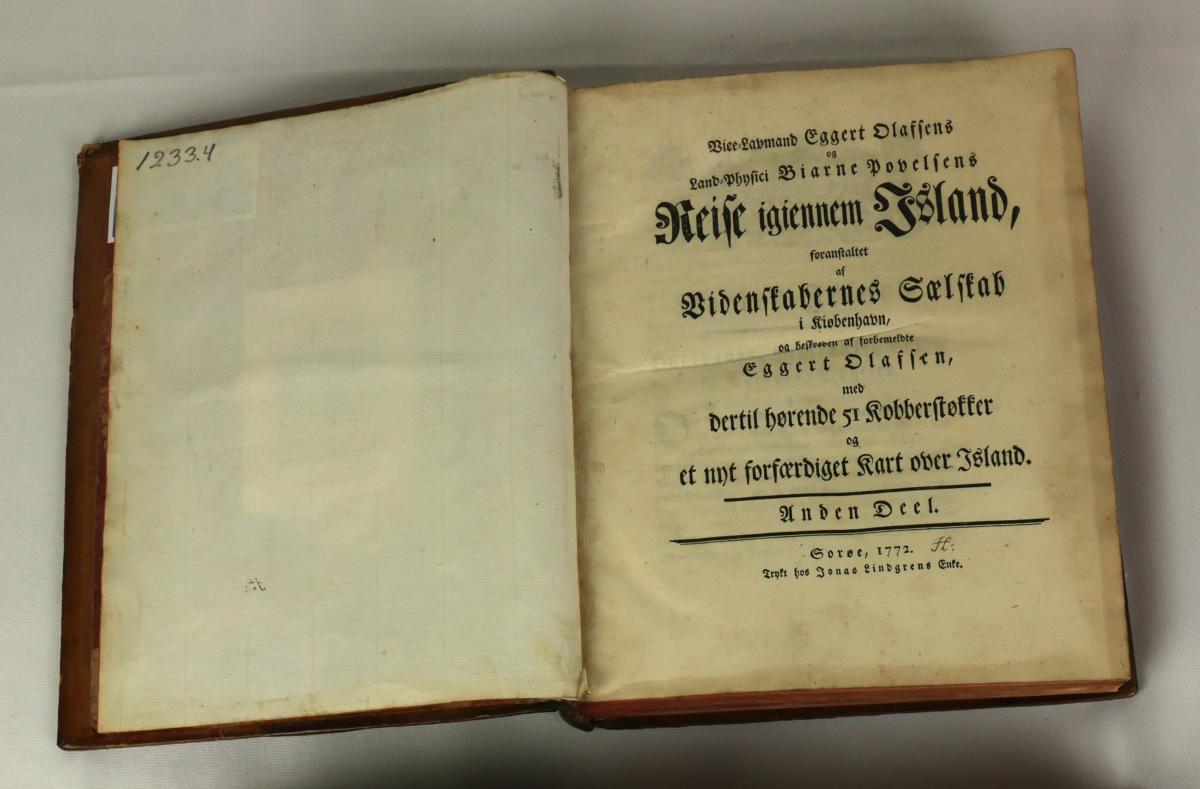 1233.4
Vice-Lavmand Eggert Olafsens
og
Land-Physici Biarne Povelsens
Reise igiennem Island,
foranstaltet
af
Videnskabernes Sælskab
i Kiøbenhavn,
og beskreven af forbemeldte
Eggert Olafsen,
med
dertil hørende 51 Kobberstøkker
og
et nyt forfærdiget Kart over Island.
Anden Deel.
Sorøe, 1772.
Trykt hos Jonas Lindgrens Enke.